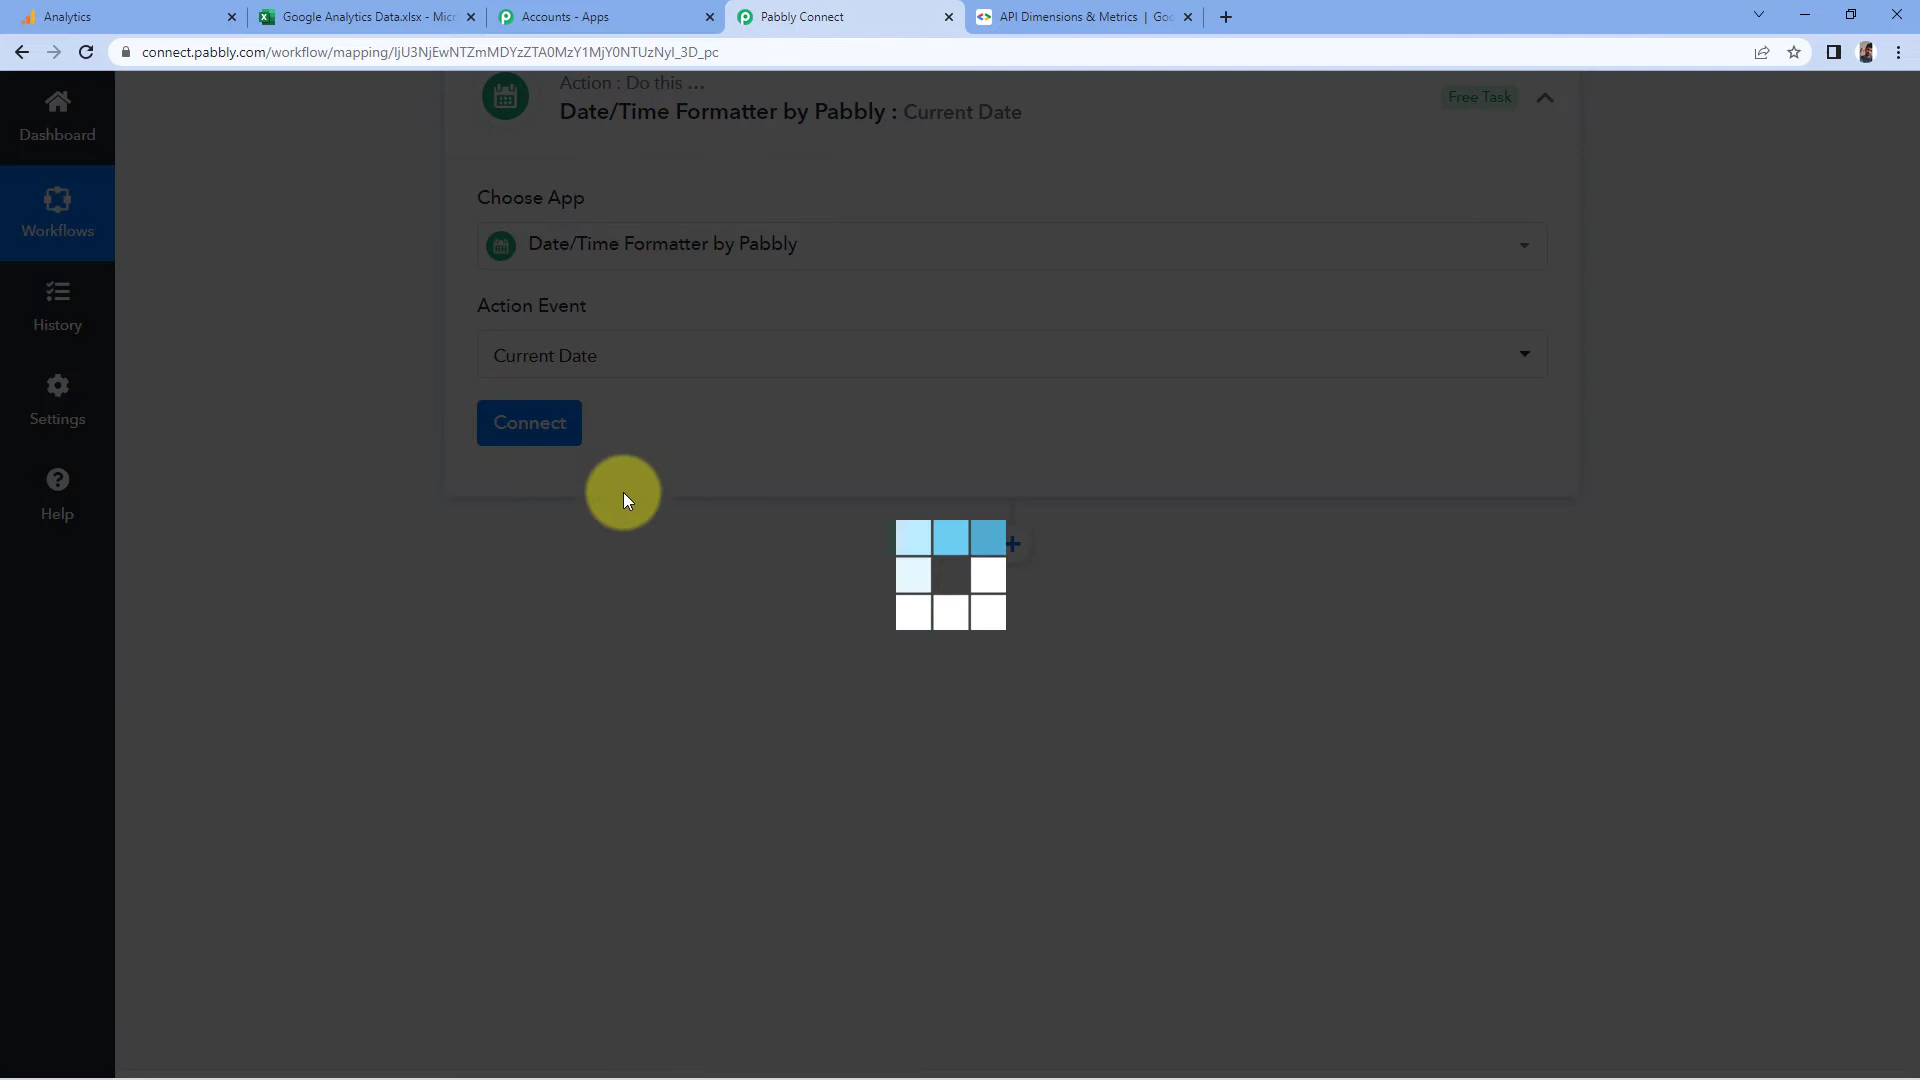 Analytics
Google Analytics Data.xlsx - Micr
Accounts - Apps
Pabbly Connect
API Dimensions & Metrics | Goo
connect.pabbly.com/workflow/mapping/IjU3NjEwNTZmMDYzZTA0MzY1MjY0NTUzNyI_3D_pc
Dashboard
Workflows
History
Settings
Help
Action : Do this ...
Date/Time Formatter by Pabbly : Current Date
Free Task
Choose App
Date/Time Formatter by Pabbly
Action Event
Current Date
Connect